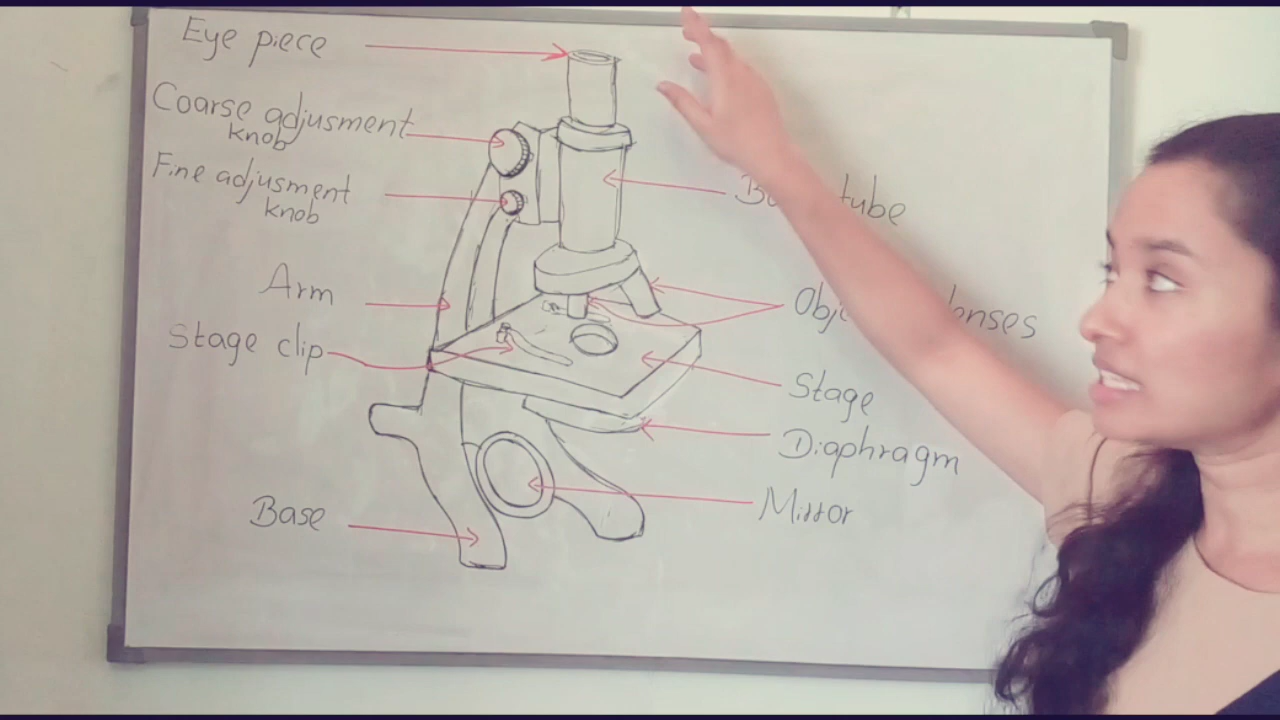 Eye piece
Coarse adjusment
knob
Fine adjusment
knob
Arm
Stage clip
Base
tube
Stage
Diaphragm
Mirror